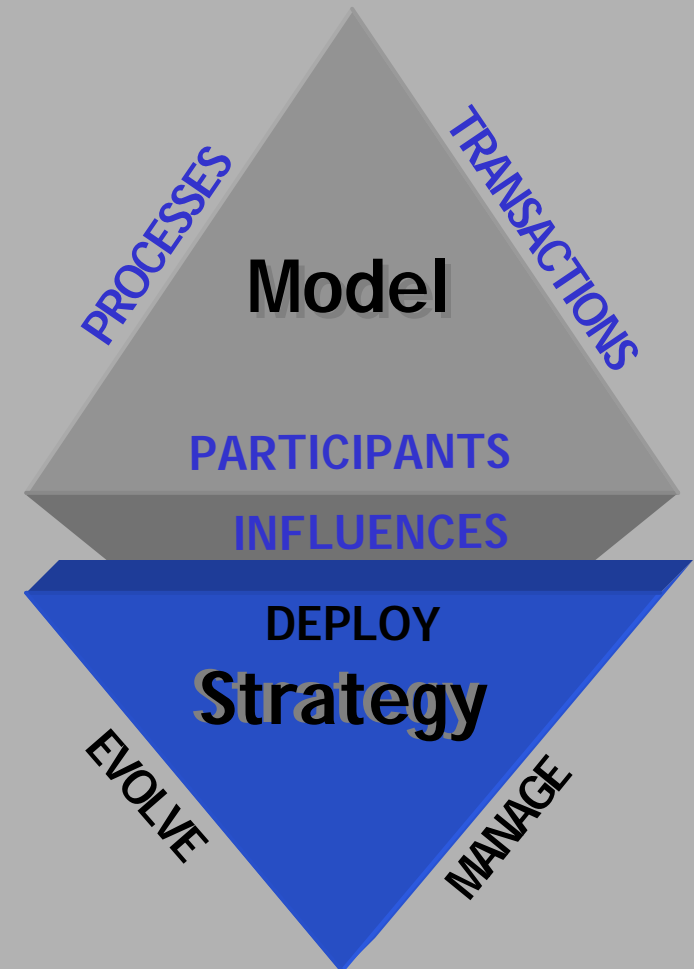 PROCESSES
TRANSACTIONS
Model
PARTICIPANTS
INFLUENCES
DEPLOY
Strategy
EVOLVE
MANAGE